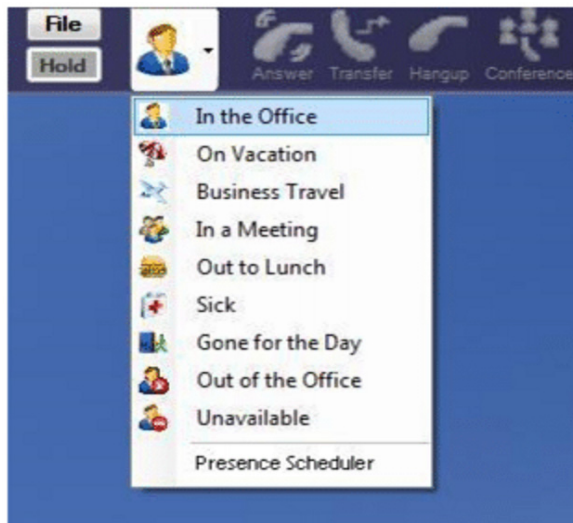 File
Hold
Answer Transfer Hangup Conference
In the Office
On Vacation
Business Travel
In a Meeting
Out to Lunch
Sick
Gone for the Day
Out of the Office
Unavailable
Presence Scheduler